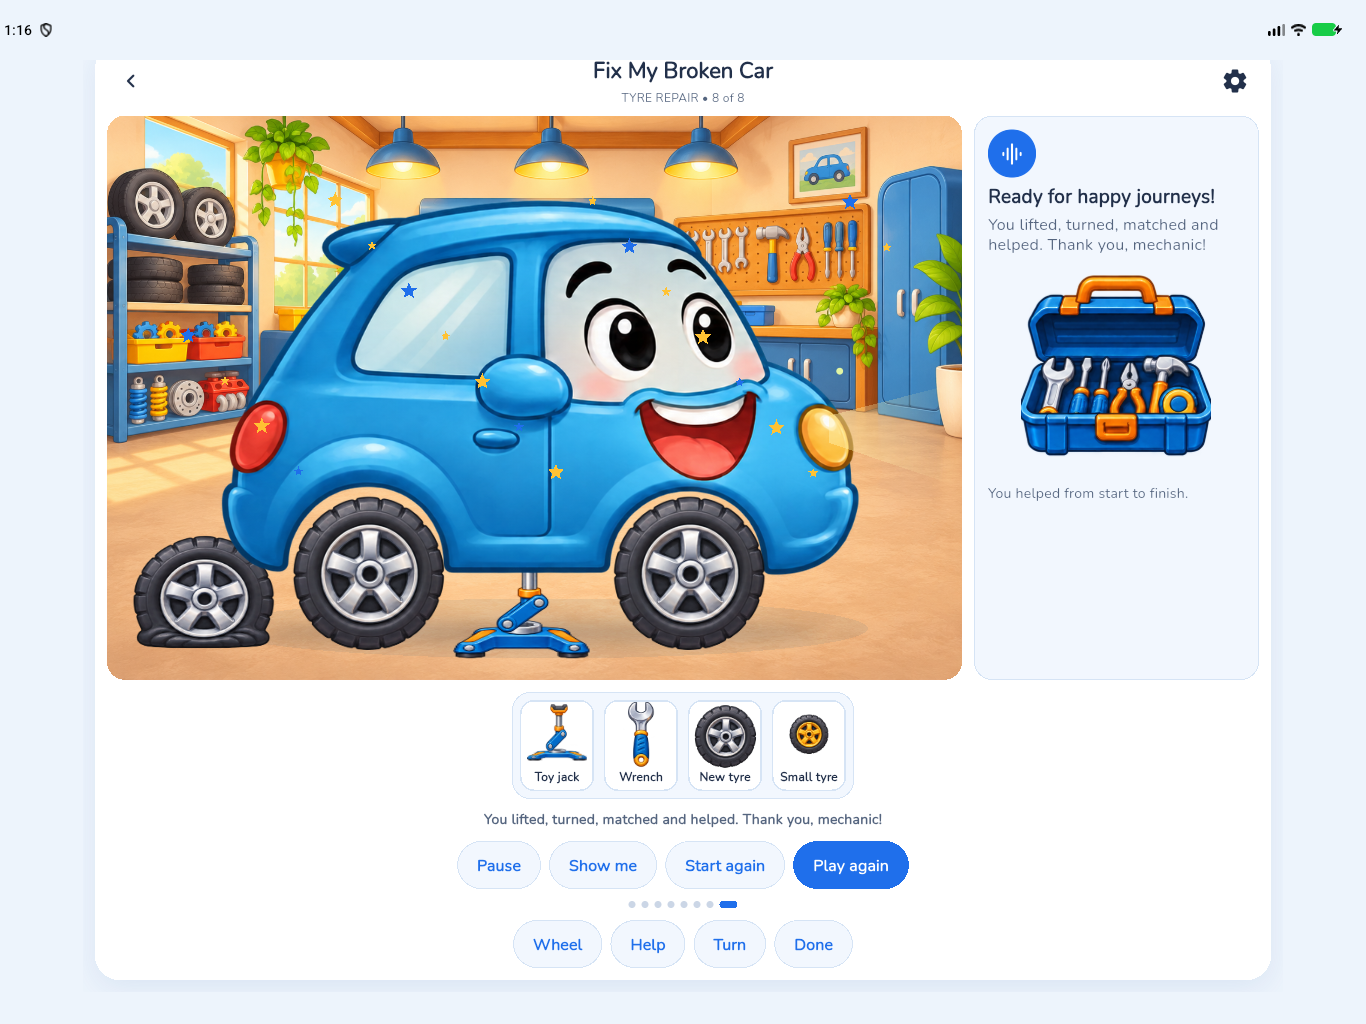 1:16
Fix My Broken Car
TYRE REPAIR • 8 of 8
Ready for happy journeys!
You lifted, turned, matched and
helped. Thank you, mechanic!
You helped from start to finish.
Toy jack
Wrench
New tyre
Small tyre
You lifted, turned, matched and helped. Thank you, mechanic!
Pause
Show me
Start again
Play again
Wheel
Help
Turn
Done